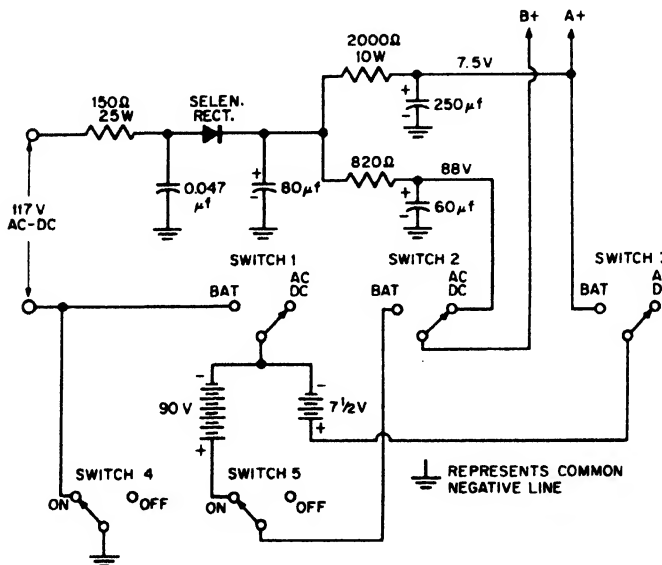 B+ A+
2000Ω
10W
7.5V
150Ω
25W
SELEN.
RECT.
+
-
250μf
820Ω
88V
117V
AC-DC
0.047
μf
+
-
80μf
+
-
60μf
SWITCH 1
SWITCH 2
SWITCH
BAT
AC
DC
BAT
AC
DC
BAT
-
90V
+
-
7½V
+
SWITCH 4
ON
OFF
SWITCH 5
ON
OFF
REPRESENTS COMMON
NEGATIVE LINE